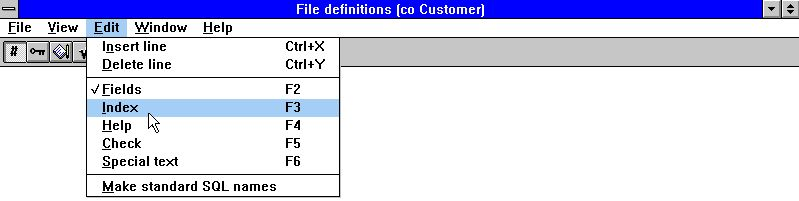 File definitions (co Customer)
File View Edit Window Help
#
Insert line Ctrl+X
Delete line Ctrl+Y
✓Fields F2
Index F3
Help F4
Check F5
Special text F6
Make standard SQL names